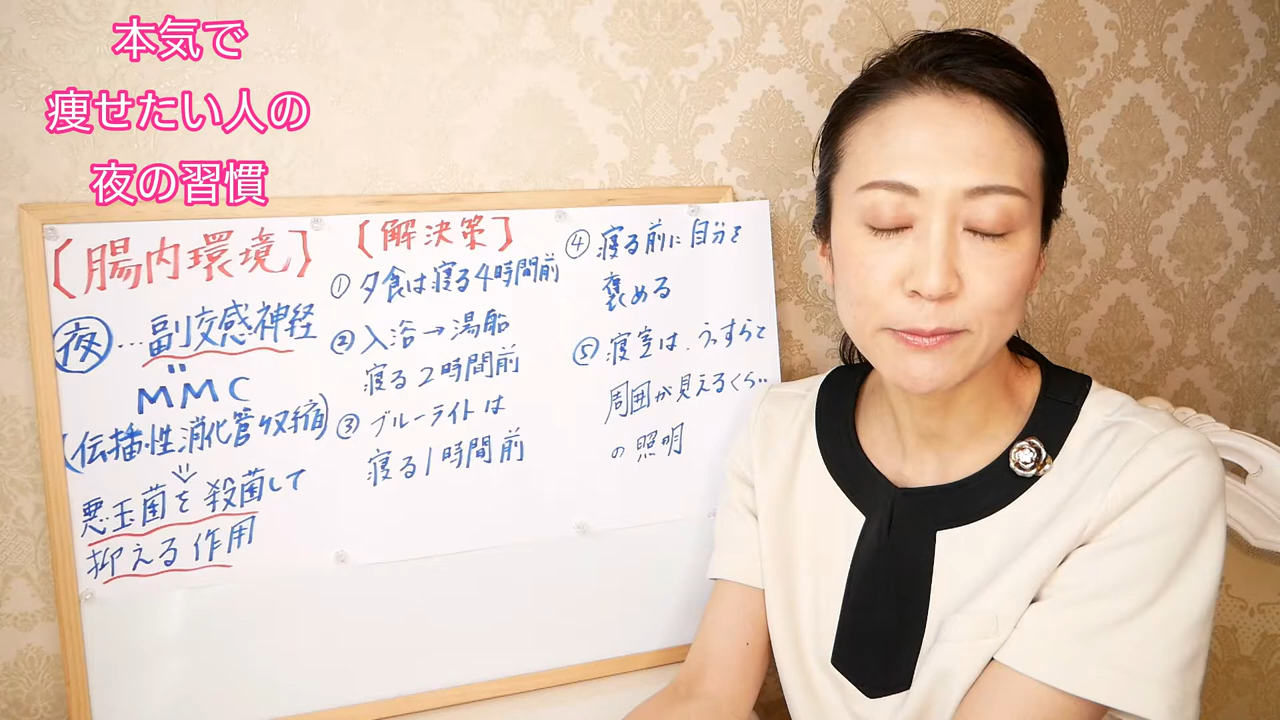 本気で
痩せたい人の
夜の習慣
【腸内環境】
夜…副交感神経
〃
MMC
(伝播性消化管収縮)
⇓
悪玉菌を殺菌して
抑える作用
【解決策】
① 夕食は寝る4時間前
② 入浴→湯船
寝る2時間前
③ ブルーライトは
寝る1時間前
④ 寝る前に自分を
褒める
⑤ 寝室は、うっすらと
周囲が見えるくらい
の照明